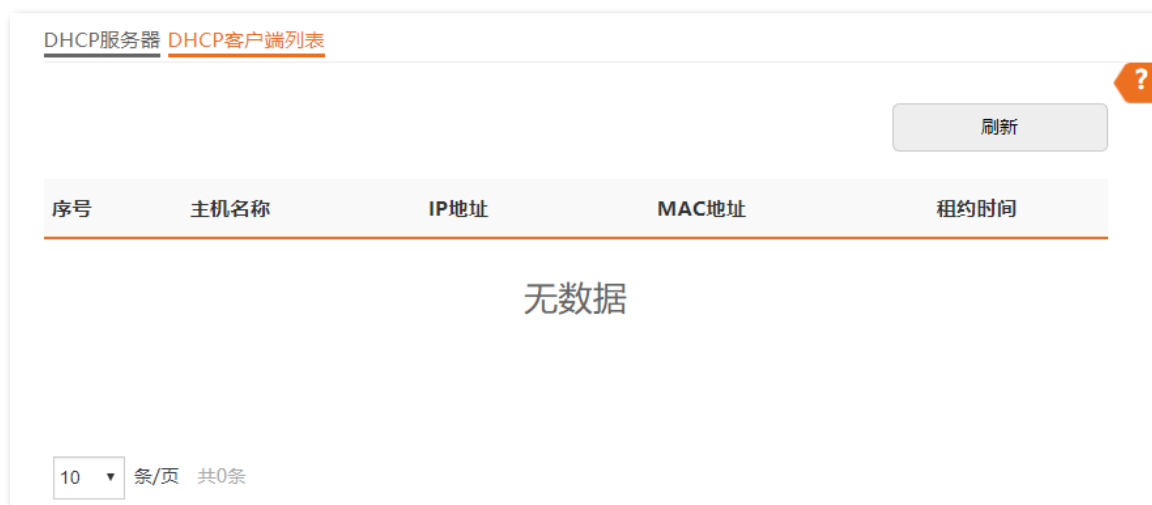 DHCP服务器 DHCP客户端列表
?
刷新
序号 主机名称 IP地址 MAC地址 租约时间
无数据
10 ▼ 条/页 共0条